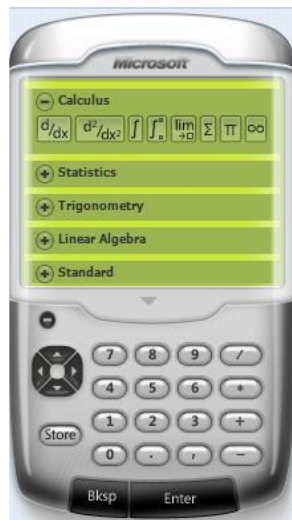 Microsoft
Calculus
d/dx d²/dx² ∫ ∫ lim →□ Σ Π ∞
Statistics
Trigonometry
Linear Algebra
Standard
7 8 9 /
4 5 6 *
Store 1 2 3 +
0 . , −
Bksp Enter